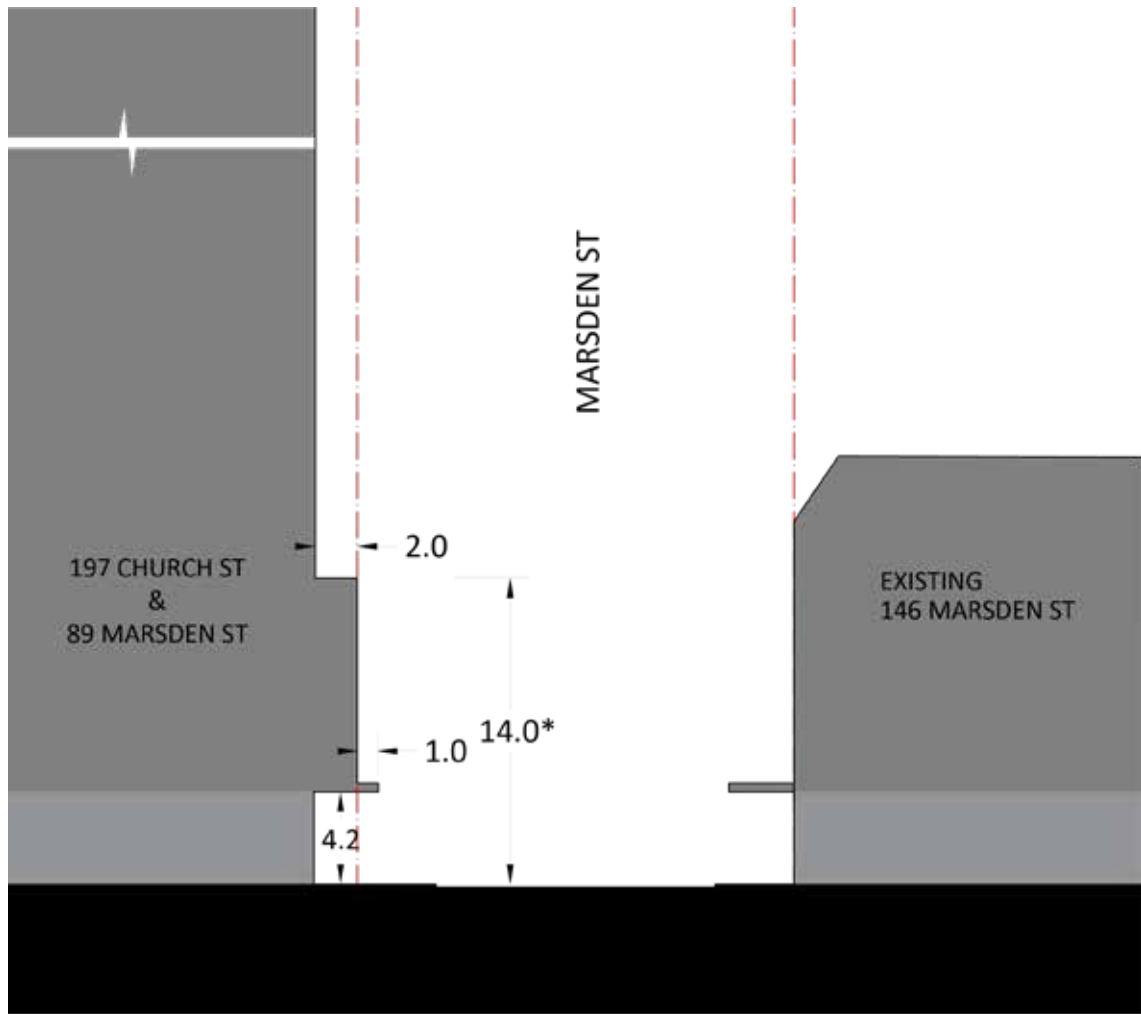 MARSDEN ST
2.0
197 CHURCH ST
&
89 MARSDEN ST
EXISTING
146 MARSDEN ST
14.0*
1.0
4.2